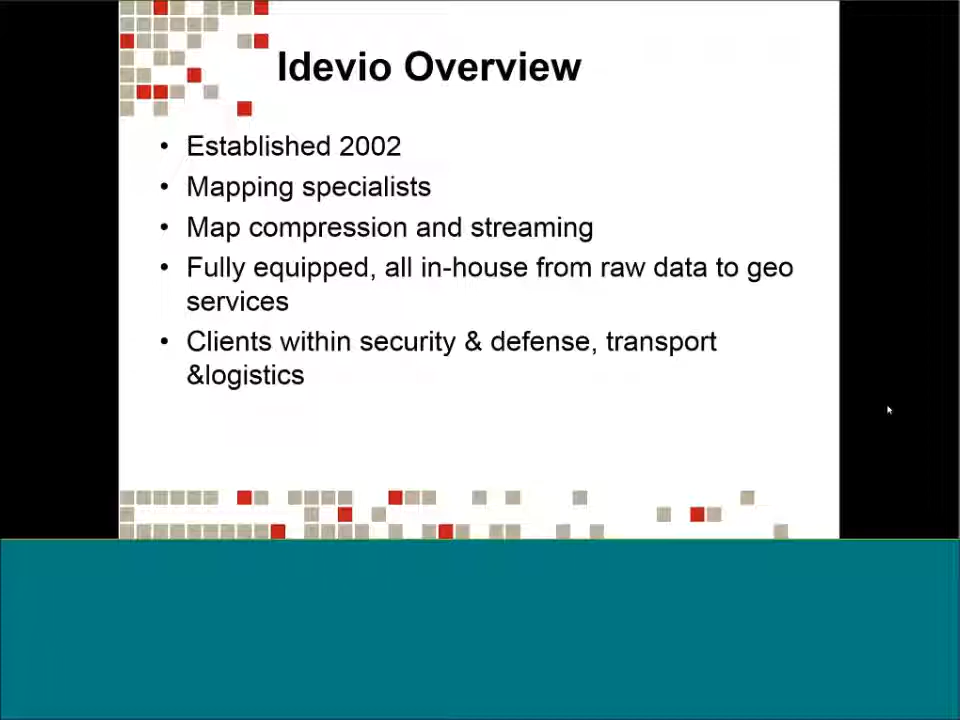 Idevio Overview
• Established 2002
• Mapping specialists
• Map compression and streaming
• Fully equipped, all in-house from raw data to geo
services
• Clients within security & defense, transport
&logistics